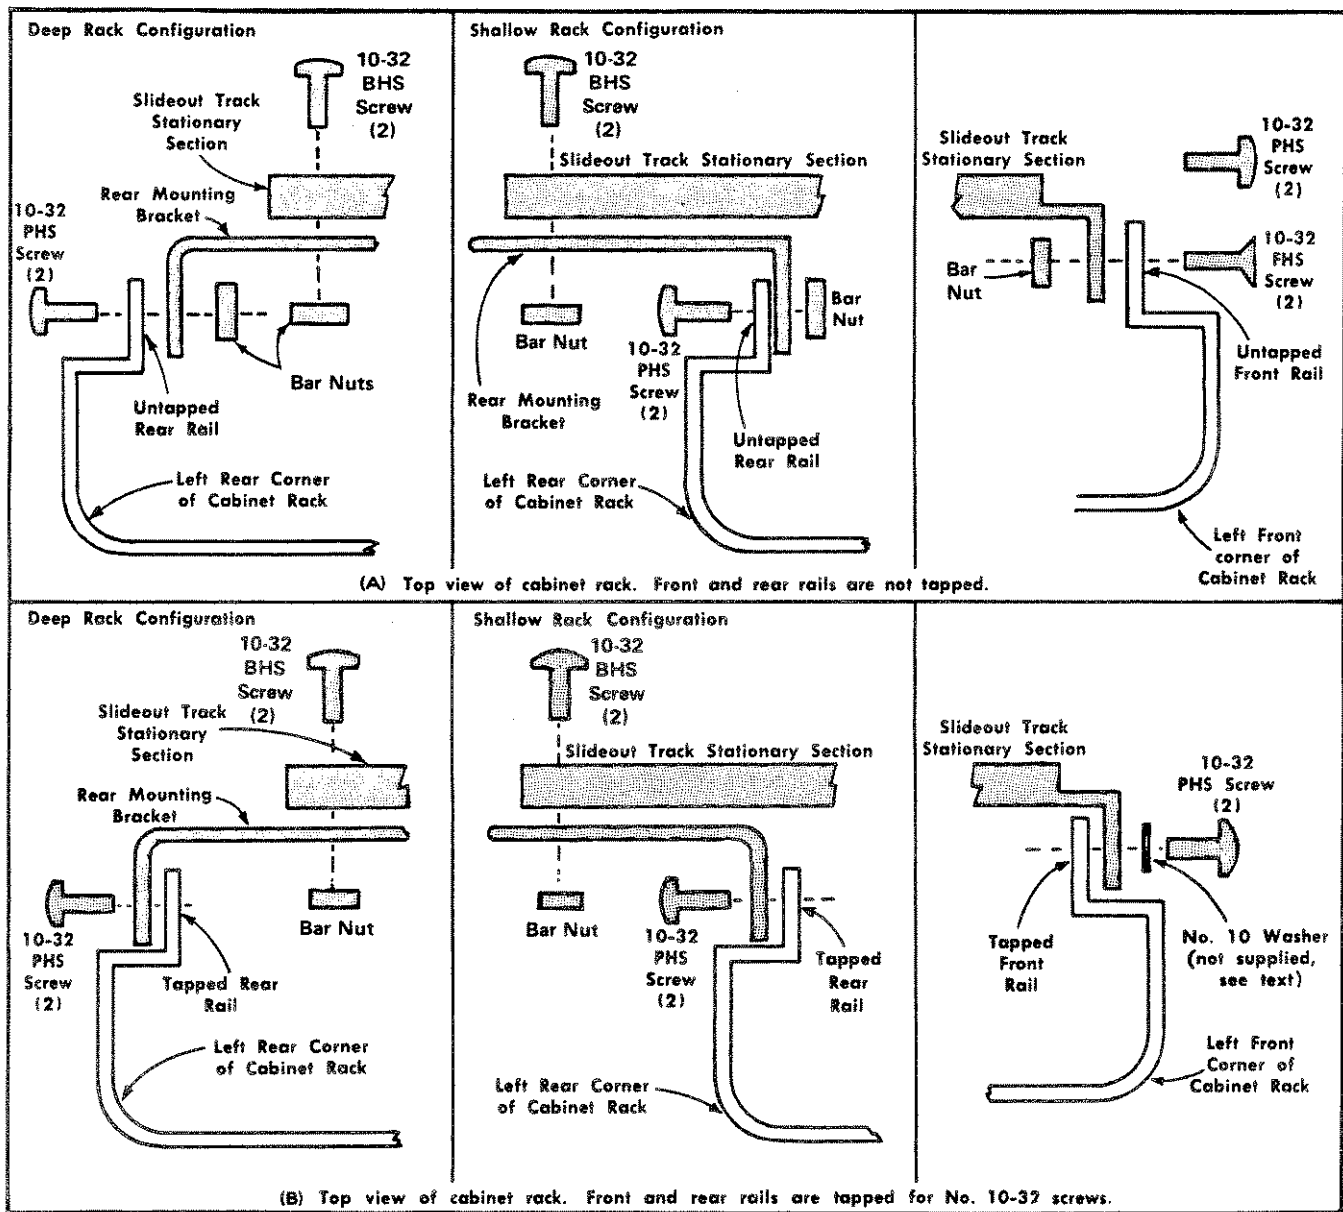 Deep Rack Configuration
10-32
BHS
Screw
(2)
Slideout Track
Stationary
Section
Rear Mounting
Bracket
10-32
PHS
Screw
(2)
Bar Nuts
Untapped
Rear Rail
Left Rear Corner
of Cabinet Rack
Shallow Rack Configuration
10-32
BHS
Screw
(2)
Slideout Track Stationary Section
Bar Nut
10-32
PHS
Screw
(2)
Bar
Nut
Rear Mounting
Bracket
Untapped
Rear Rail
Left Rear Corner
of Cabinet Rack
Slideout Track
Stationary Section
10-32
PHS
Screw
(2)
Bar
Nut
10-32
FHS
Screw
(2)
Untapped
Front Rail
Left Front
corner of
Cabinet Rack
(A) Top view of cabinet rack. Front and rear rails are not tapped.
Deep Rack Configuration
10-32
BHS
Screw
(2)
Slideout Track
Stationary
Section
Rear Mounting
Bracket
10-32
PHS
Screw
(2)
Bar Nut
Tapped Rear
Rail
Left Rear Corner
of Cabinet Rack
Shallow Rack Configuration
10-32
BHS
Screw
(2)
Slideout Track Stationary Section
Bar Nut
10-32
PHS
Screw
(2)
Tapped
Rear
Rail
Left Rear Corner
of Cabinet Rack
Slideout Track
Stationary Section
10-32
PHS Screw
(2)
Tapped
Front
Rail
No. 10 Washer
(not supplied,
see text)
Left Front
Corner of
Cabinet Rack
(B) Top view of cabinet rack. Front and rear rails are tapped for No. 10-32 screws.